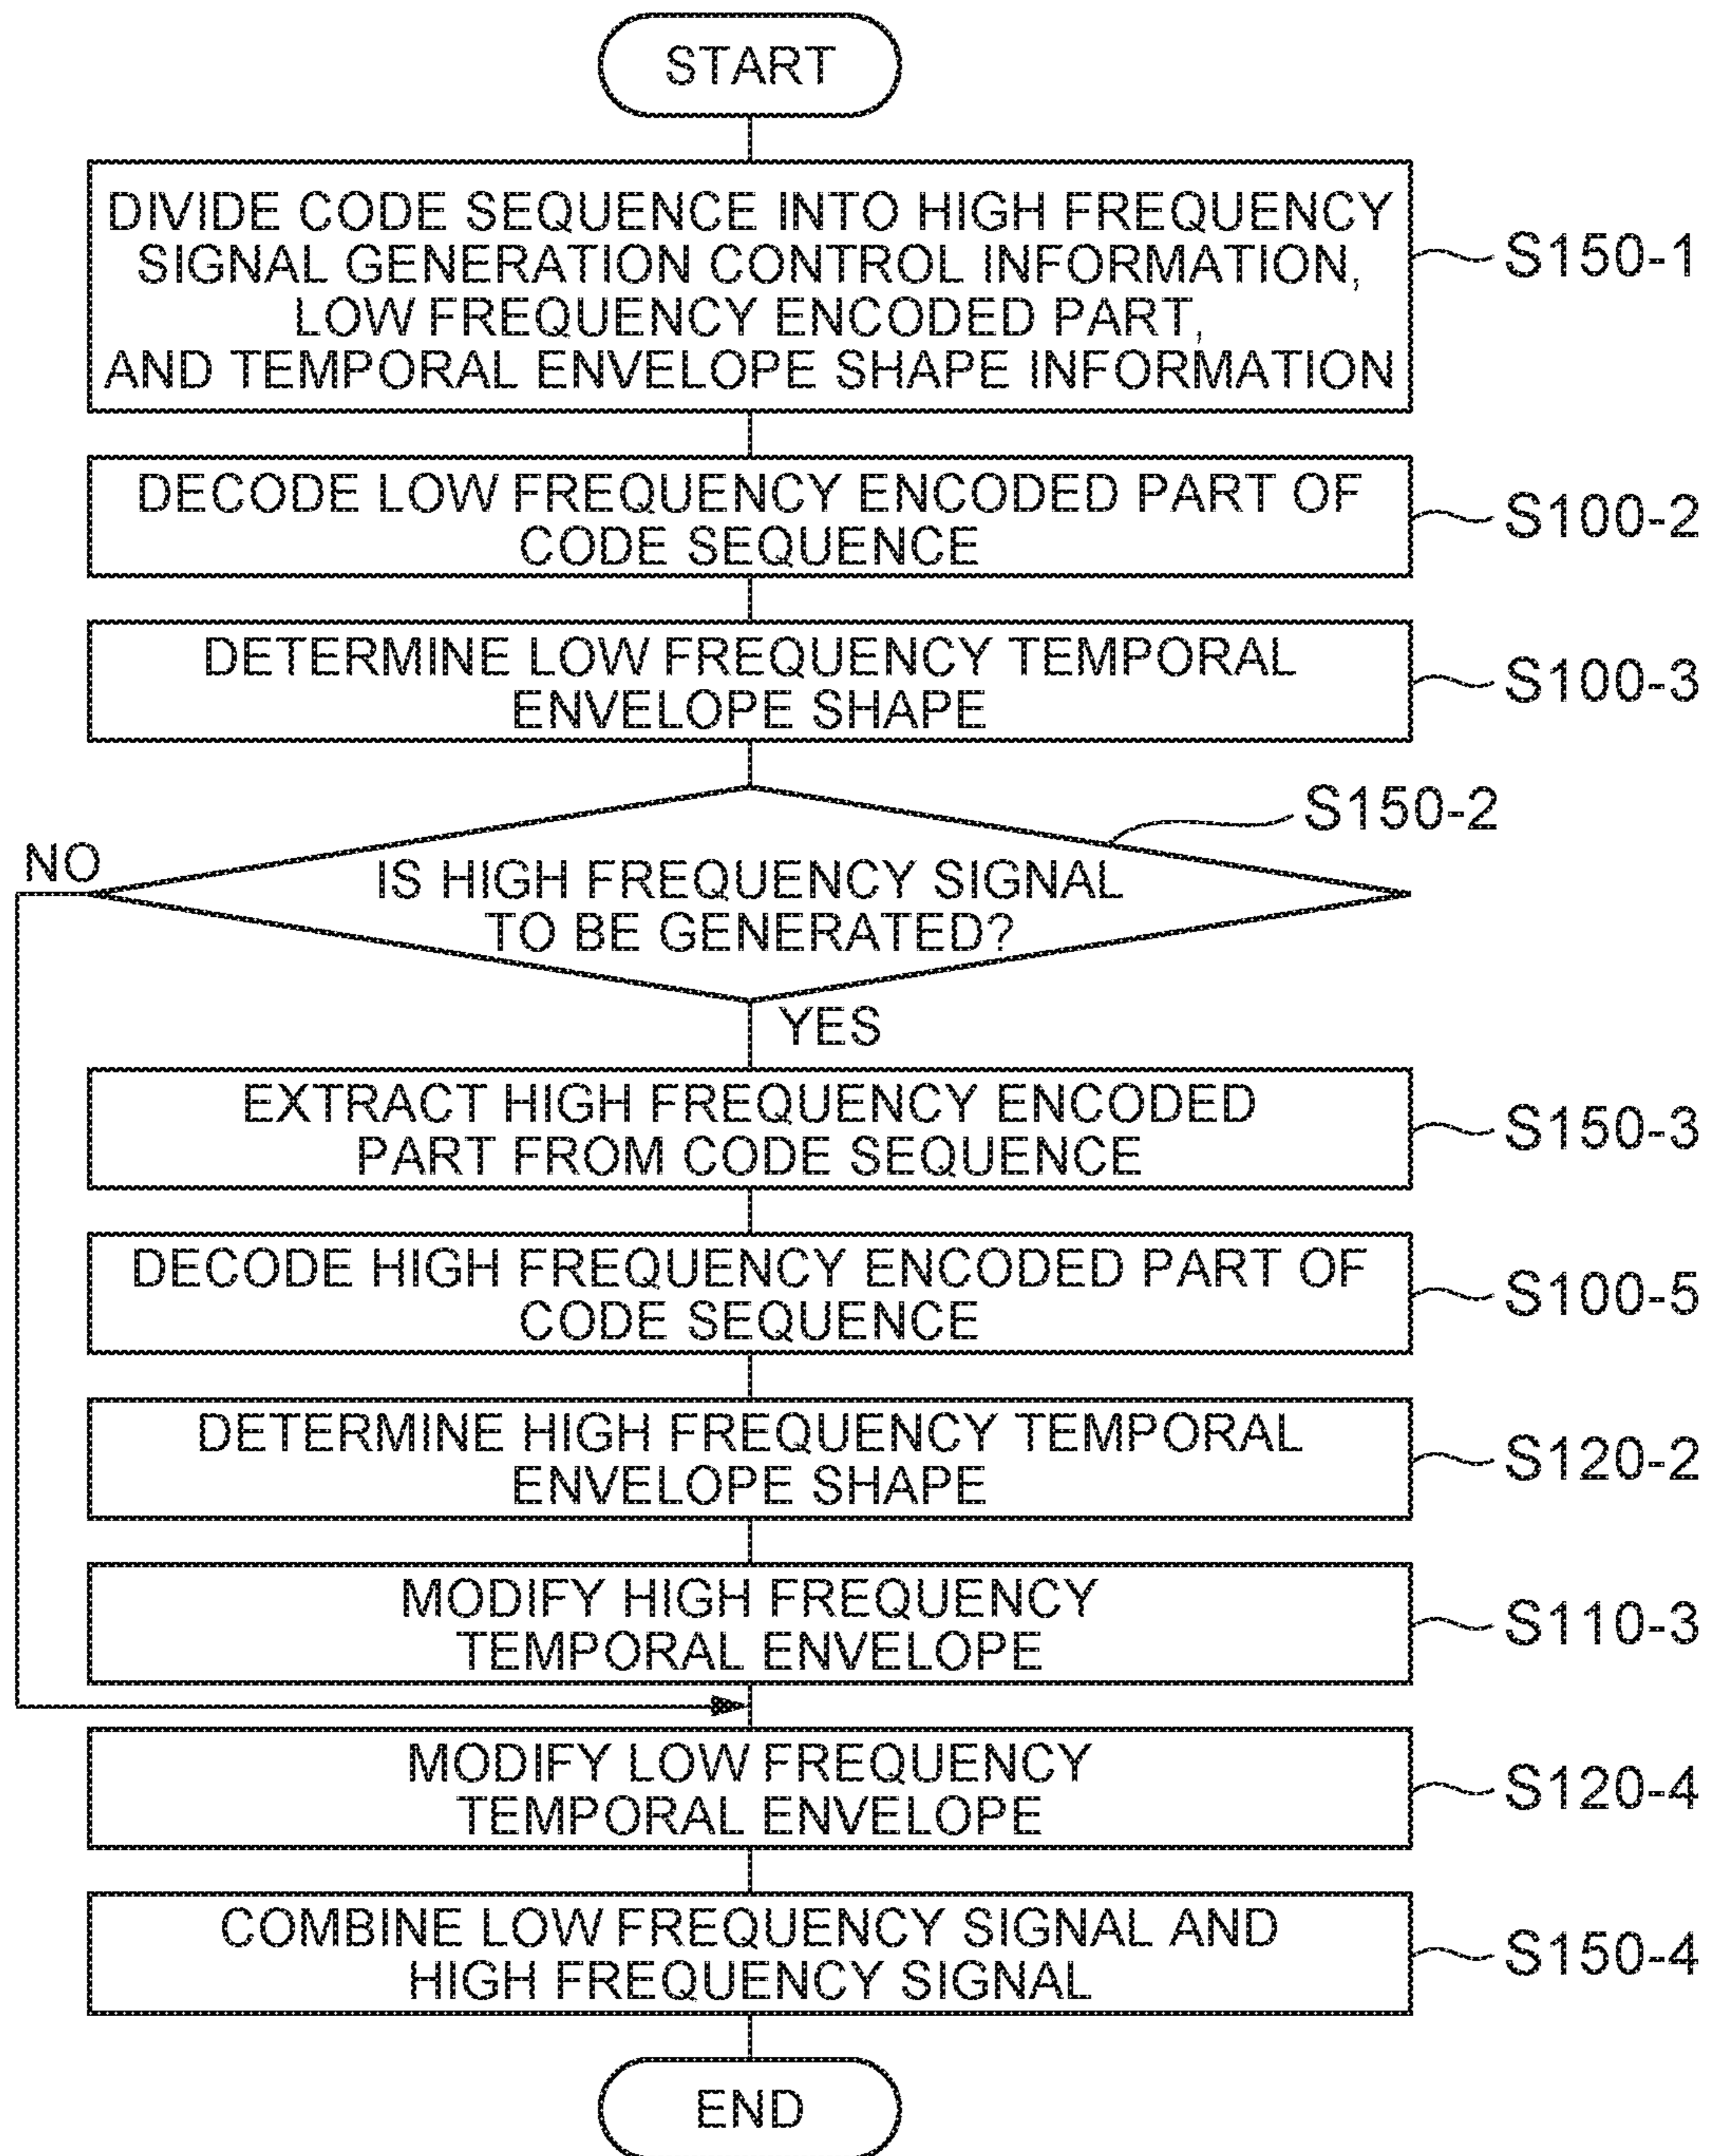 START
DIVIDE CODE SEQUENCE INTO HIGH FREQUENCY
SIGNAL GENERATION CONTROL INFORMATION,
LOW FREQUENCY ENCODED PART,
AND TEMPORAL ENVELOPE SHAPE INFORMATION
S150-1
DECODE LOW FREQUENCY ENCODED PART OF
CODE SEQUENCE
S100-2
DETERMINE LOW FREQUENCY TEMPORAL
ENVELOPE SHAPE
S100-3
S150-2
NO
IS HIGH FREQUENCY SIGNAL
TO BE GENERATED?
YES
EXTRACT HIGH FREQUENCY ENCODED
PART FROM CODE SEQUENCE
S150-3
DECODE HIGH FREQUENCY ENCODED PART OF
CODE SEQUENCE
S100-5
DETERMINE HIGH FREQUENCY TEMPORAL
ENVELOPE SHAPE
S120-2
MODIFY HIGH FREQUENCY
TEMPORAL ENVELOPE
S110-3
MODIFY LOW FREQUENCY
TEMPORAL ENVELOPE
S120-4
COMBINE LOW FREQUENCY SIGNAL AND
HIGH FREQUENCY SIGNAL
S150-4
END